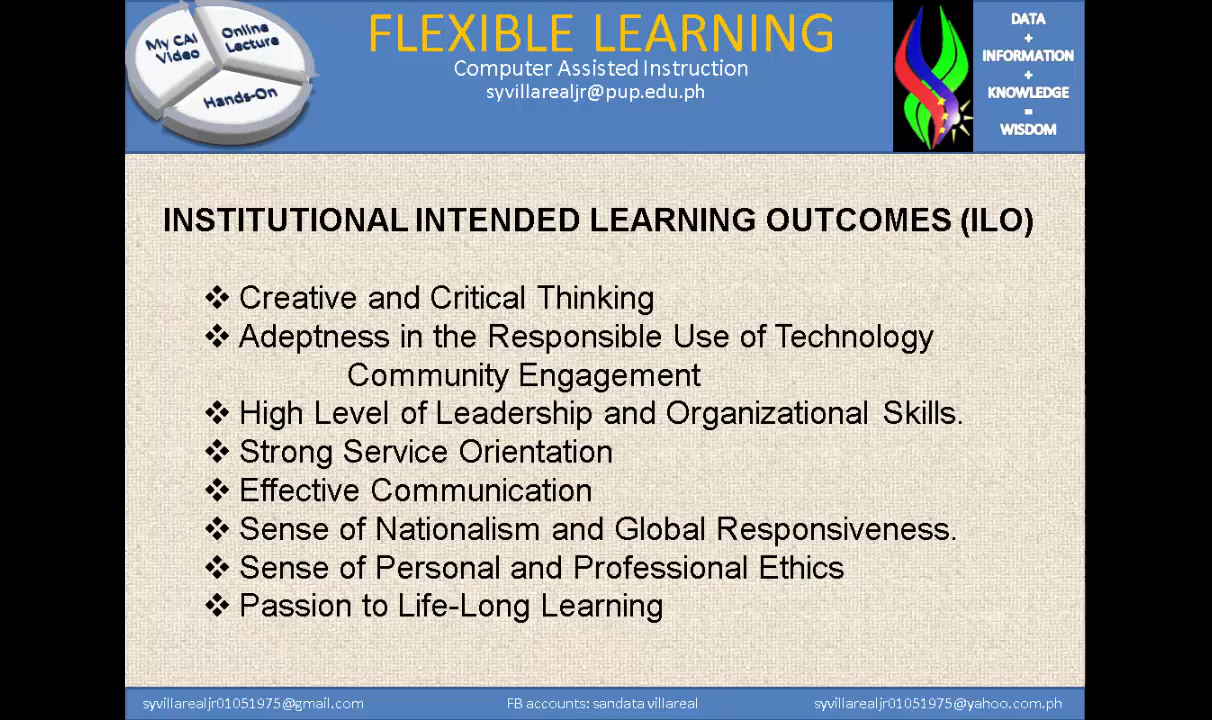 My CAI
Video
Online
Lecture
Hands-On
FLEXIBLE LEARNING
Computer Assisted Instruction
syvillarealjr@pup.edu.ph
DATA
+
INFORMATION
+
KNOWLEDGE
=
WISDOM
INSTITUTIONAL INTENDED LEARNING OUTCOMES (ILO)
❖ Creative and Critical Thinking
❖ Adeptness in the Responsible Use of Technology
Community Engagement
❖ High Level of Leadership and Organizational Skills.
❖ Strong Service Orientation
❖ Effective Communication
❖ Sense of Nationalism and Global Responsiveness.
❖ Sense of Personal and Professional Ethics
❖ Passion to Life-Long Learning
syvillarealjr01051975@gmail.com
FB accounts: sandata villareal
syvillarealjr01051975@yahoo.com.ph